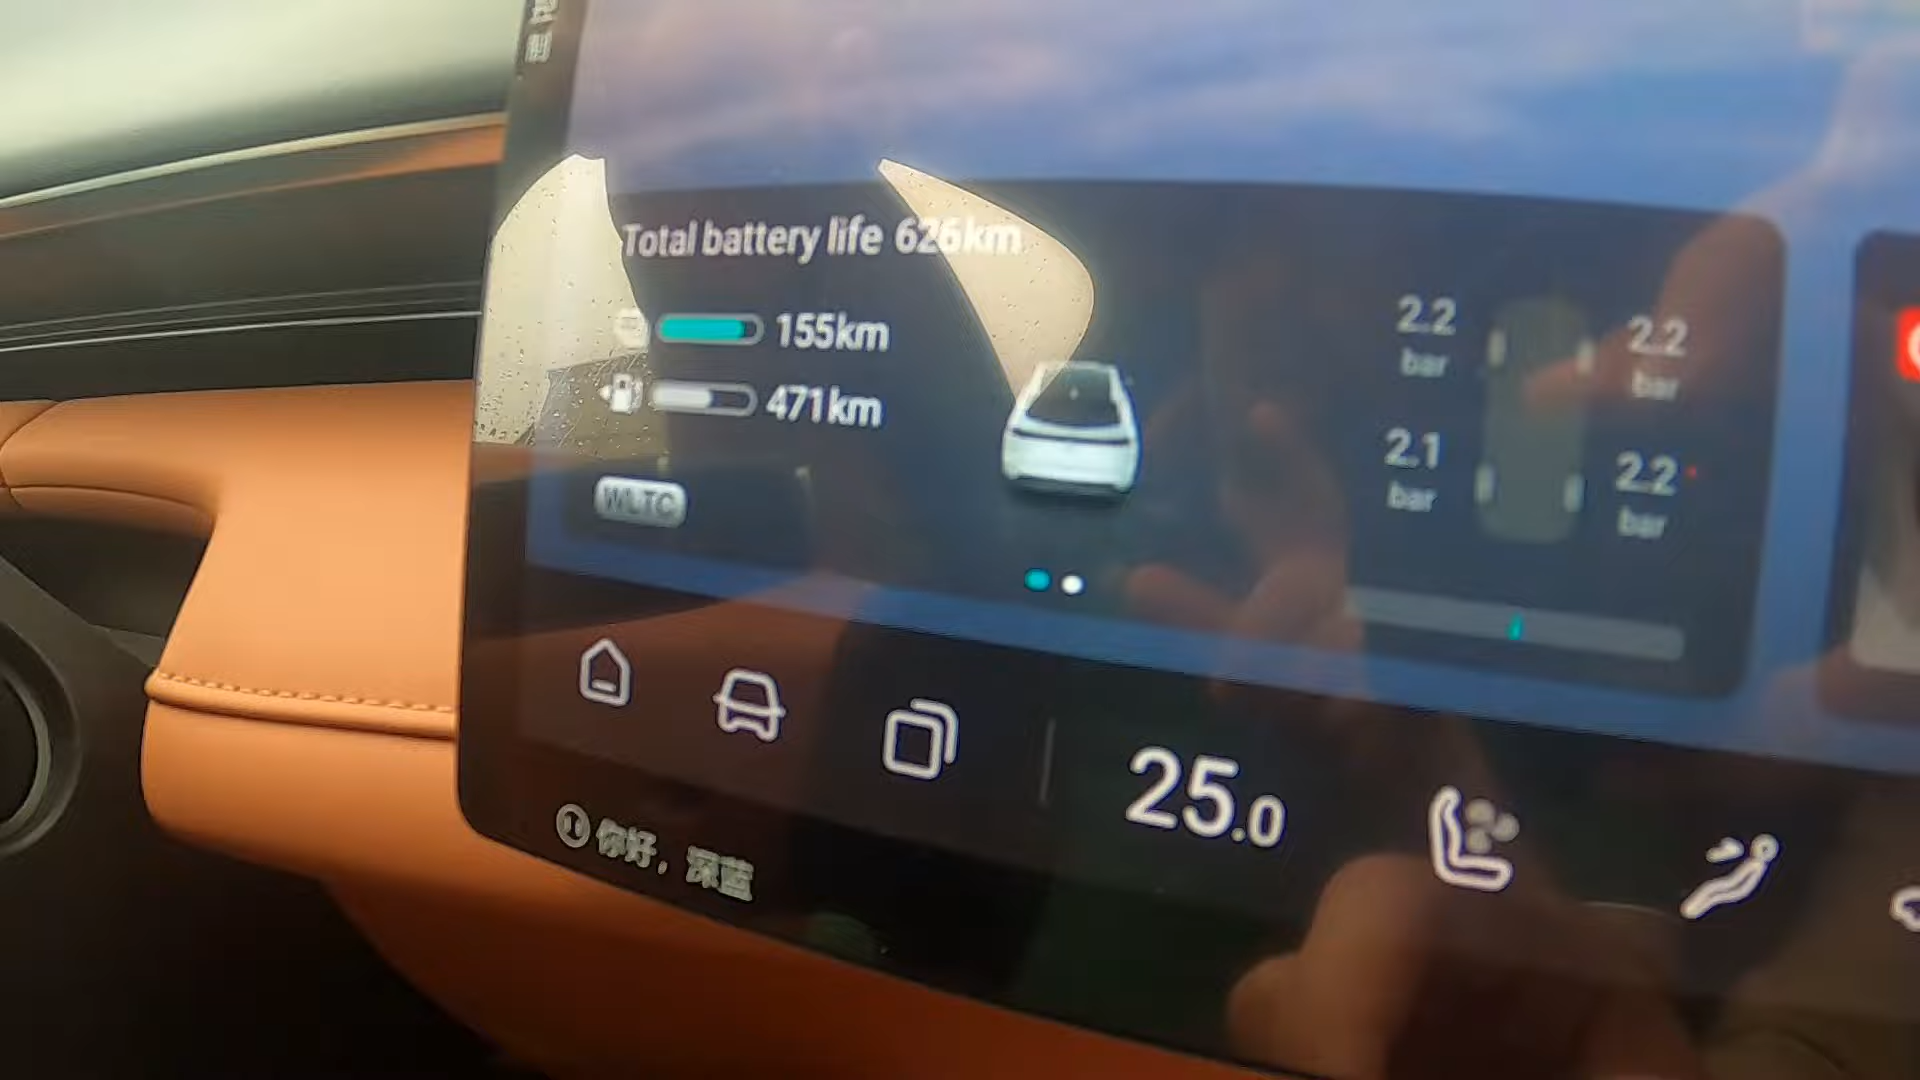 Total battery life 626km
155km
471km
WLTC
2.2
bar
2.2
bar
2.1
bar
2.2
bar
25.0
你好，深蓝